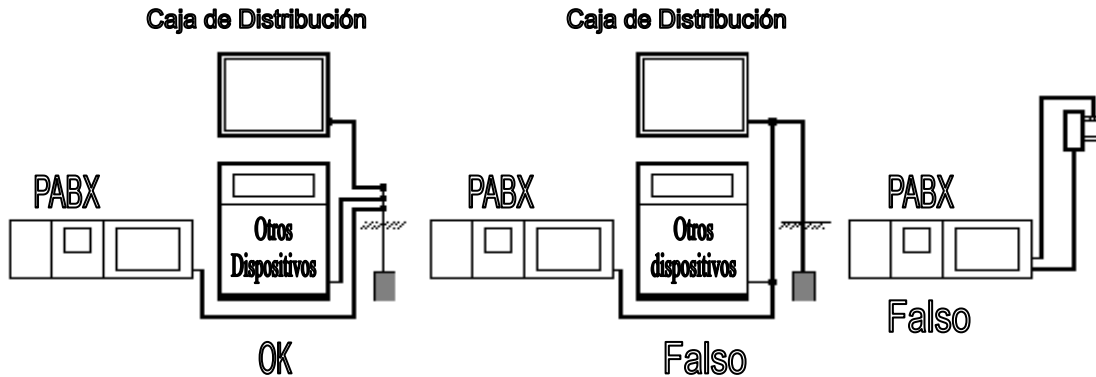 Caja de Distribución
Caja de Distribución
PABX
Otros
Dispositivos
PABX
Otros
dispositivos
PABX
OK
Falso
Falso